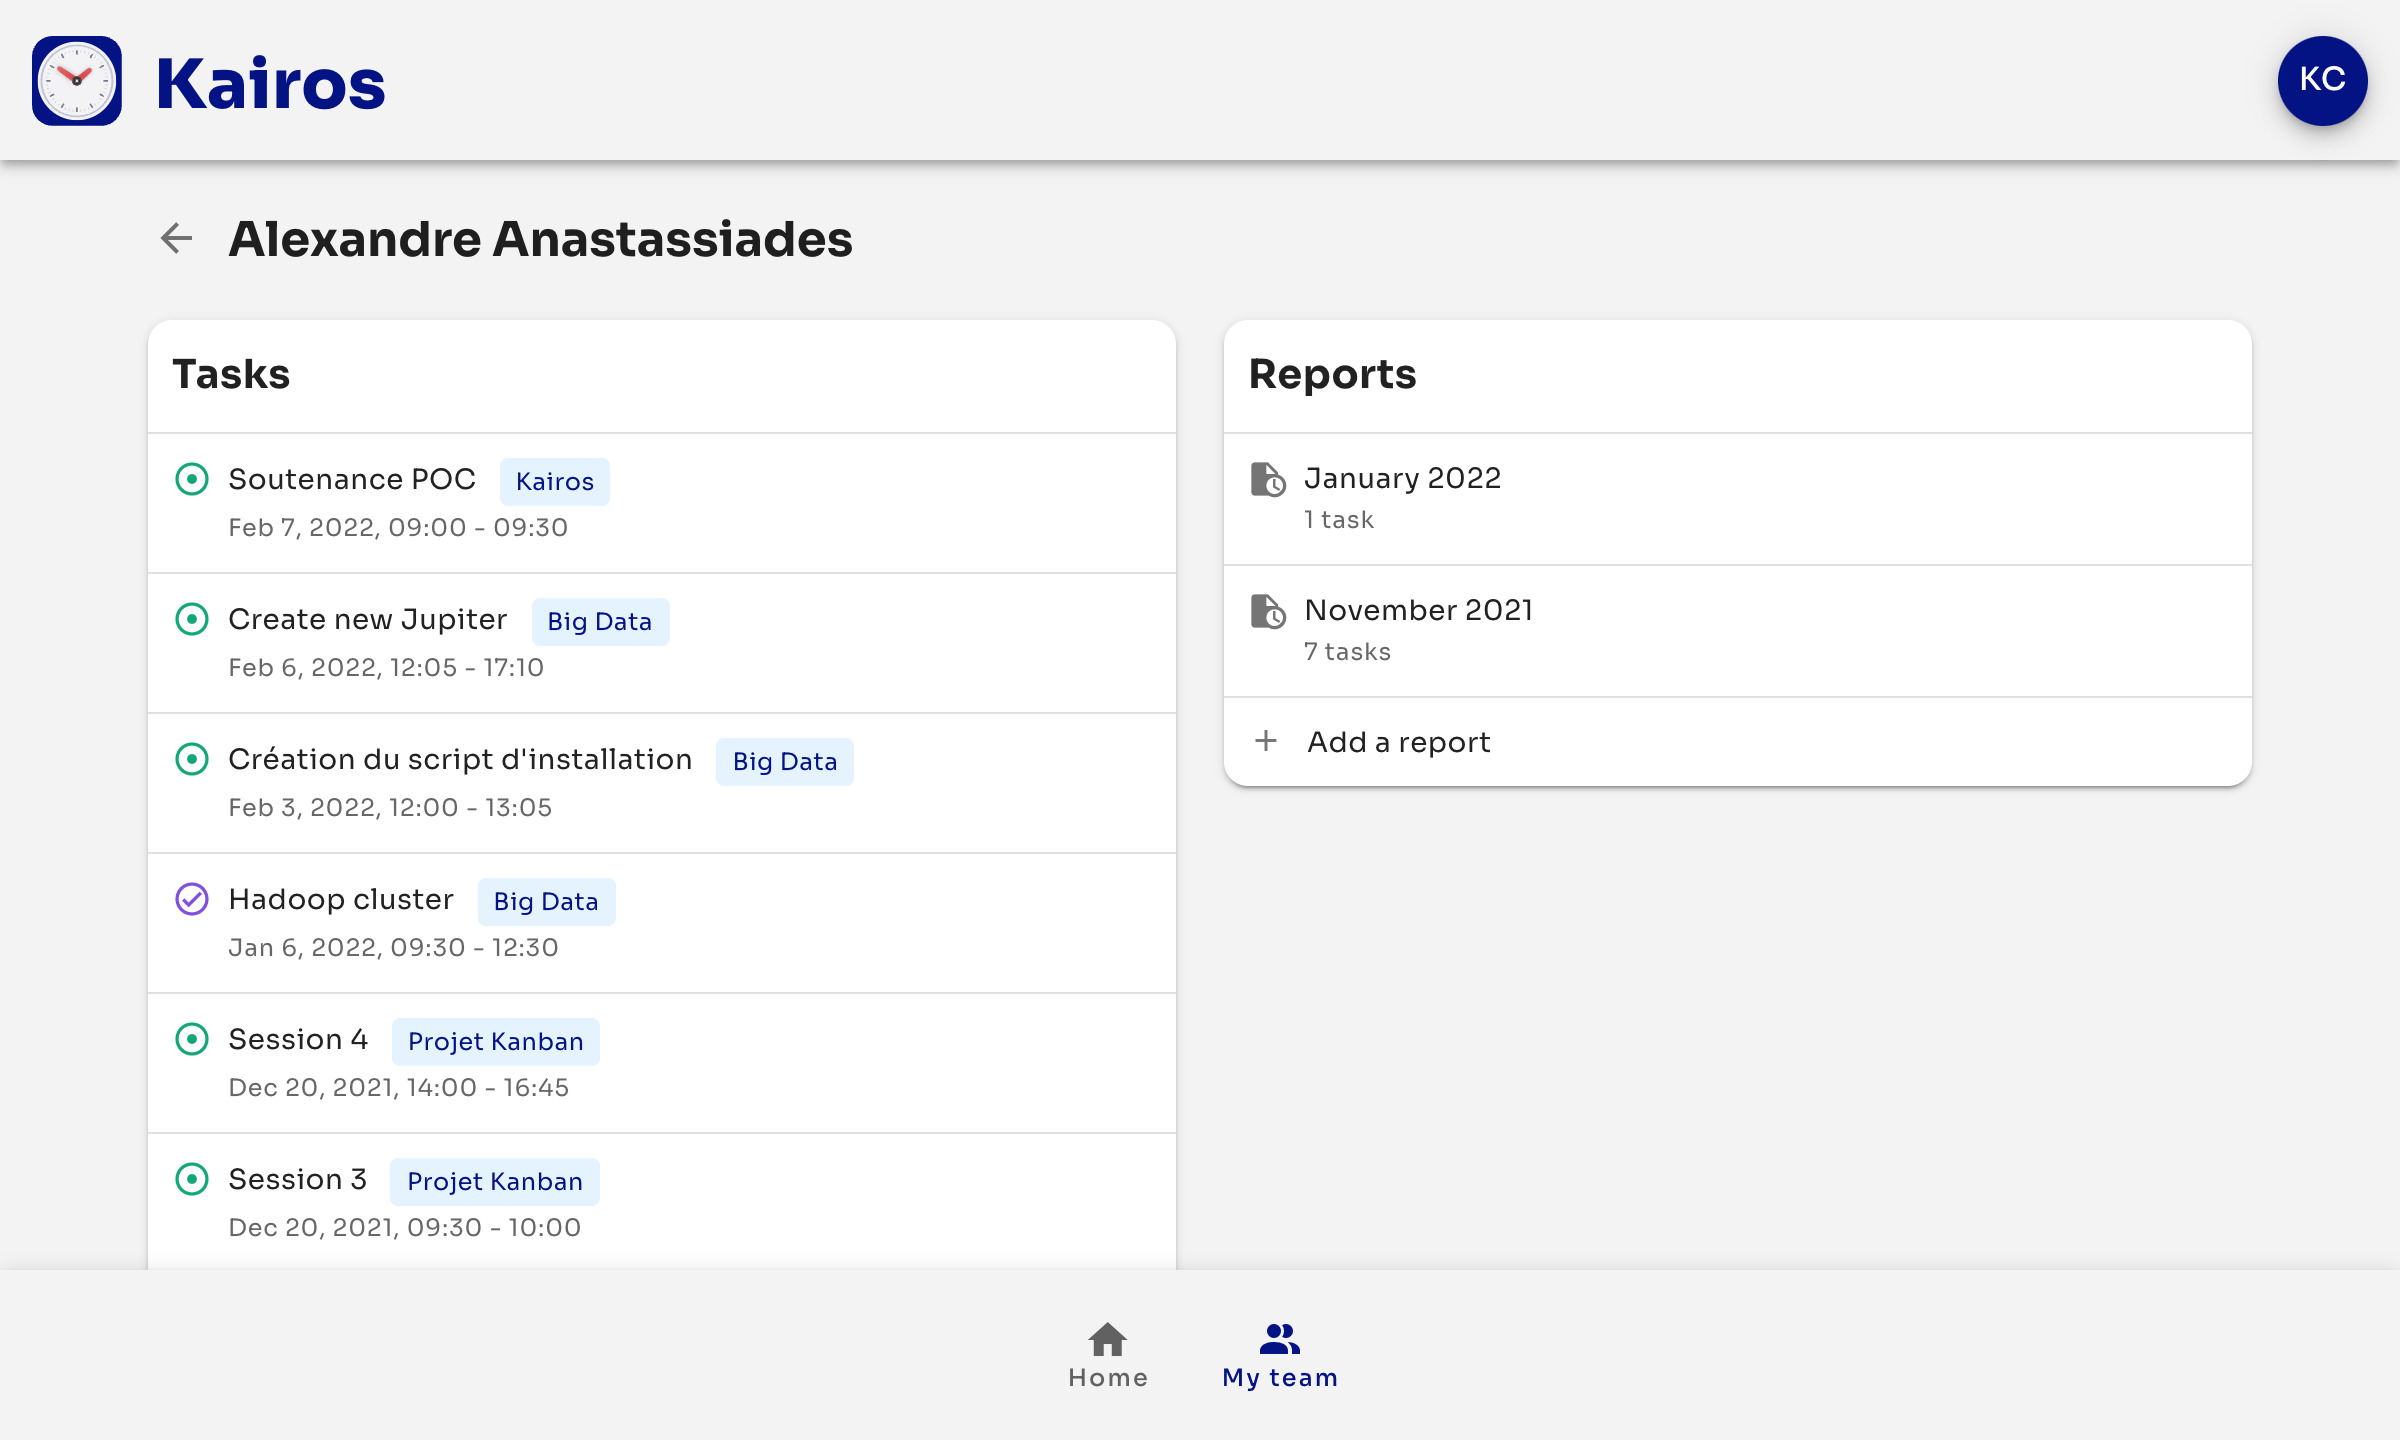 Kairos
KC
Alexandre Anastassiades
Tasks
Soutenance POC Kairos
Feb 7, 2022, 09:00 - 09:30
Create new Jupiter Big Data
Feb 6, 2022, 12:05 - 17:10
Création du script d'installation Big Data
Feb 3, 2022, 12:00 - 13:05
Hadoop cluster Big Data
Jan 6, 2022, 09:30 - 12:30
Session 4 Projet Kanban
Dec 20, 2021, 14:00 - 16:45
Session 3 Projet Kanban
Dec 20, 2021, 09:30 - 10:00
Reports
January 2022
1 task
November 2021
7 tasks
Add a report
Home
My team